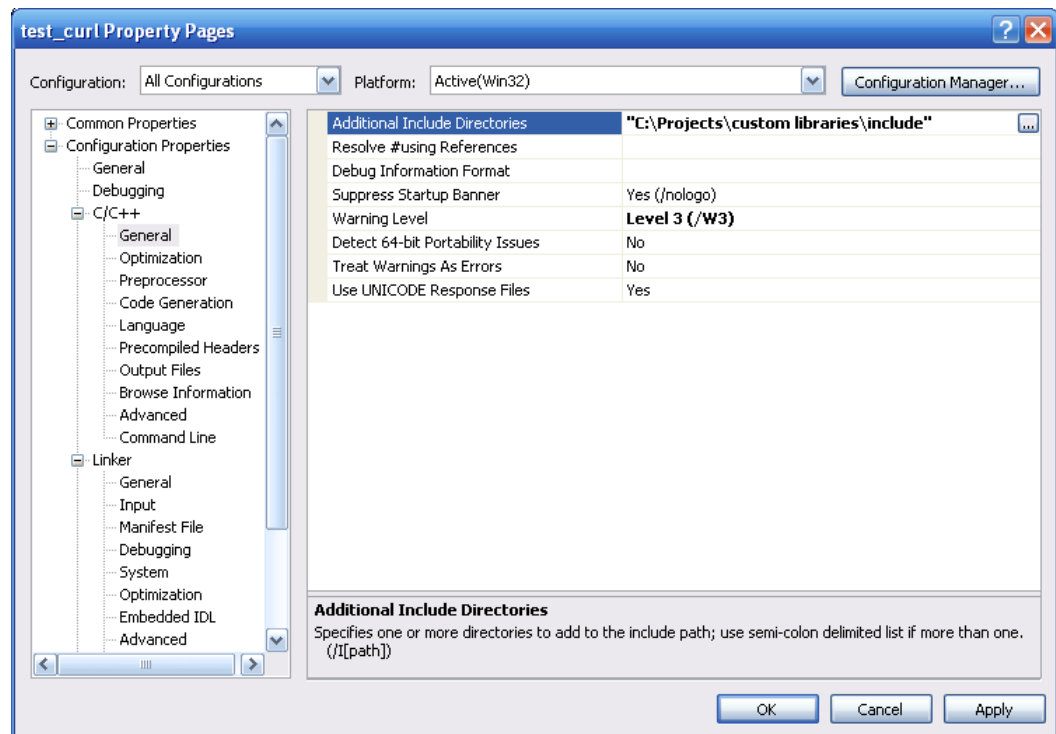 test_curl Property Pages
Configuration: All Configurations Platform: Active(Win32) Configuration Manager...
Common Properties
Configuration Properties
General
Debugging
C/C++
General
Optimization
Preprocessor
Code Generation
Language
Precompiled Headers
Output Files
Browse Information
Advanced
Command Line
Linker
General
Input
Manifest File
Debugging
System
Optimization
Embedded IDL
Advanced
Additional Include Directories "C:\Projects\custom libraries\include" ...
Resolve #using References
Debug Information Format
Suppress Startup Banner Yes (/nologo)
Warning Level Level 3 (/W3)
Detect 64-bit Portability Issues No
Treat Warnings As Errors No
Use UNICODE Response Files Yes
Additional Include Directories
Specifies one or more directories to add to the include path; use semi-colon delimited list if more than one.
(/I[path])
OK Cancel Apply